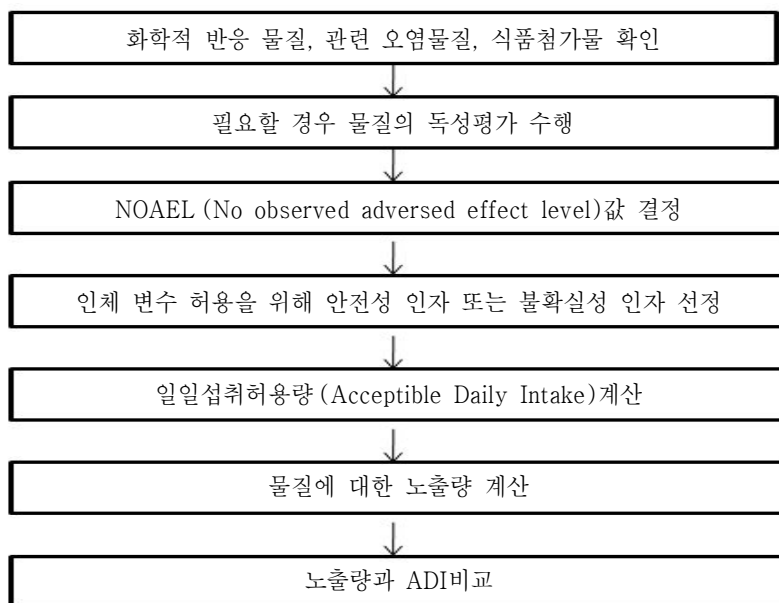 화학적 반응 물질, 관련 오염물질, 식품첨가물 확인
필요할 경우 물질의 독성평가 수행
NOAEL (No observed adversed effect level)값 결정
인체 변수 허용을 위해 안전성 인자 또는 불확실성 인자 선정
일일섭취허용량 (Acceptible Daily Intake)계산
물질에 대한 노출량 계산
노출량과 ADI비교